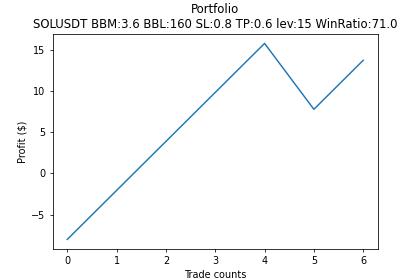 Portfolio
SOLUSDT BBM:3.6 BBL:160 SL:0.8 TP:0.6 lev:15 WinRatio:71.0
15
10
5
0
−5
Profit ($)
0 1 2 3 4 5 6
Trade counts